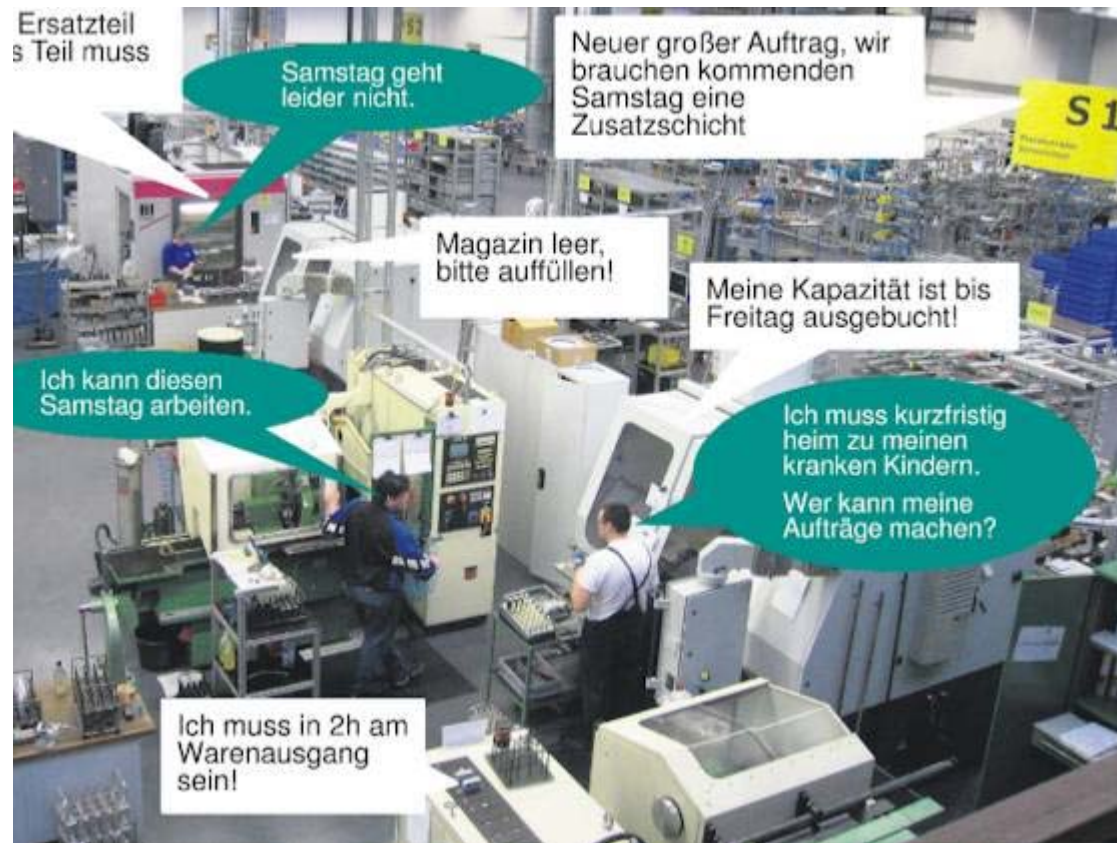 Ersatzteil
s Teil muss
Samstag geht
leider nicht.
Neuer großer Auftrag, wir
brauchen kommenden
Samstag eine
Zusatzschicht
S 1
Magazin leer,
bitte auffüllen!
Meine Kapazität ist bis
Freitag ausgebucht!
Ich kann diesen
Samstag arbeiten.
Ich muss kurzfristig
heim zu meinen
kranken Kindern.
Wer kann meine
Aufträge machen?
Ich muss in 2h am
Warenausgang
sein!